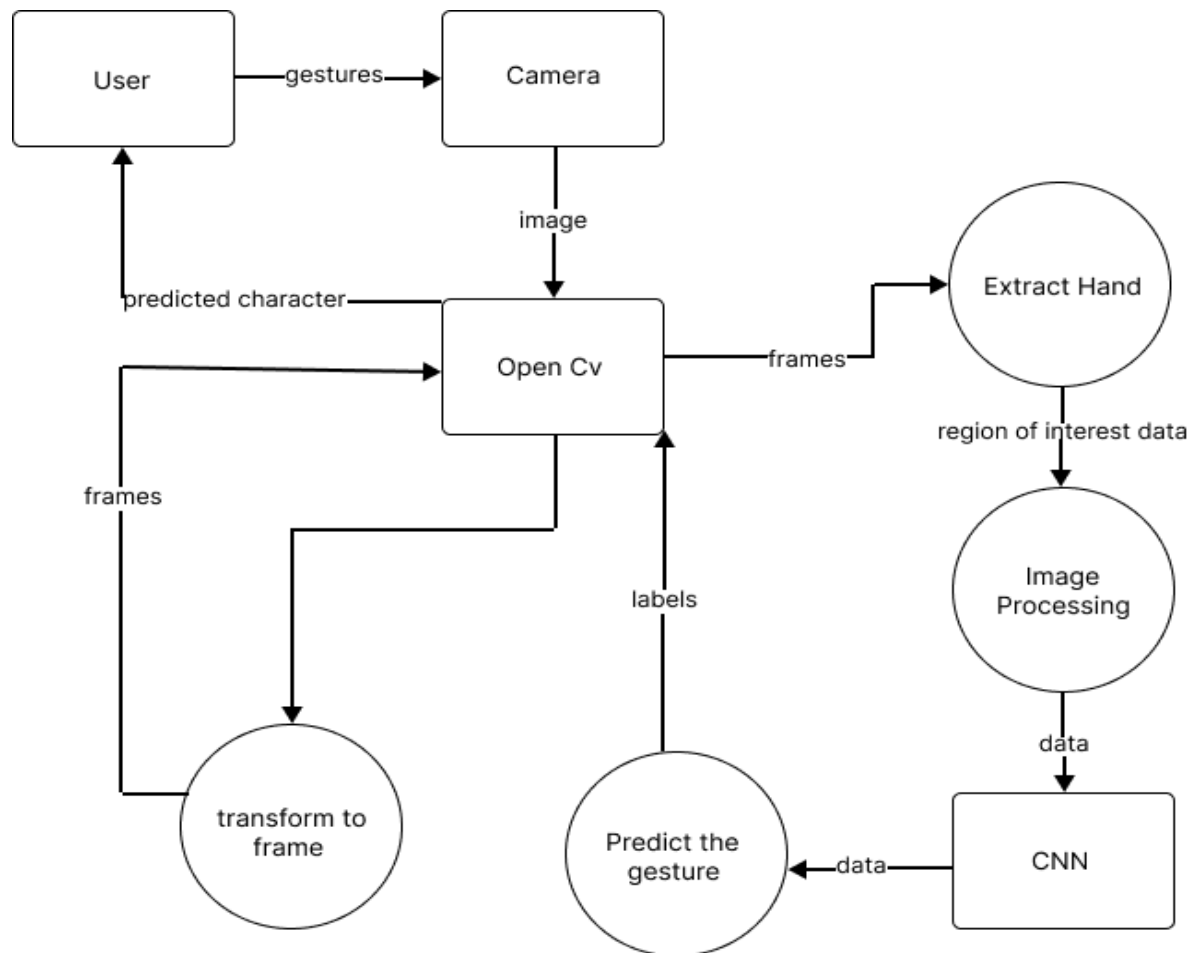 User
gestures
Camera
image
predicted character
Open Cv
frames
Extract Hand
region of interest data
frames
Image
Processing
labels
data
transform to
frame
Predict the
gesture
data
CNN